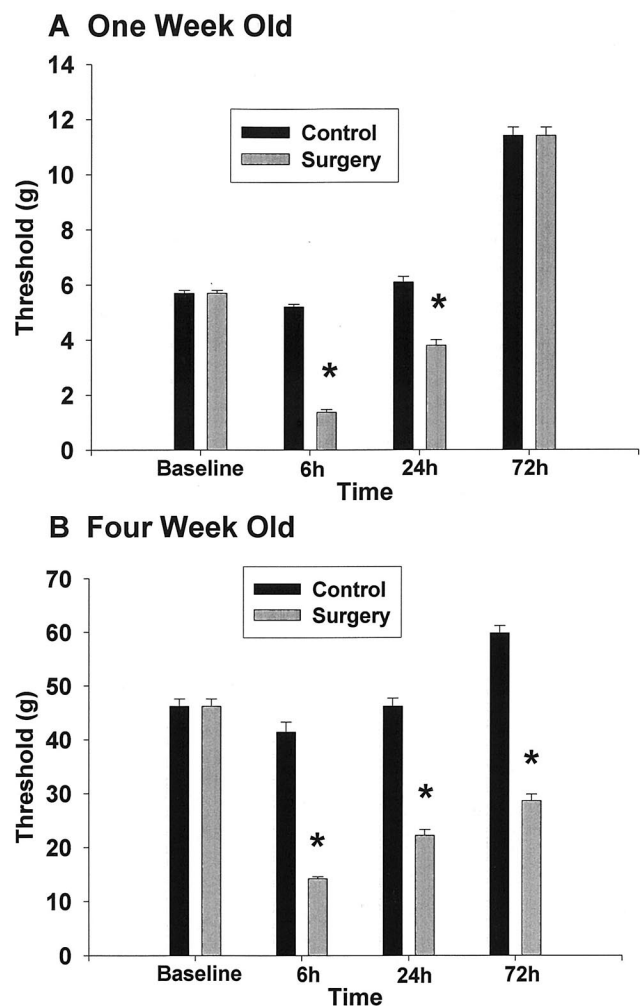 A One Week Old
14
12
10
8
6
4
2
0
Threshold (g)
Control
Surgery
*
*
Baseline 6h 24h 72h
Time
B Four Week Old
70
60
50
40
30
20
10
0
Threshold (g)
Control
Surgery
*
*
*
Baseline 6h 24h 72h
Time